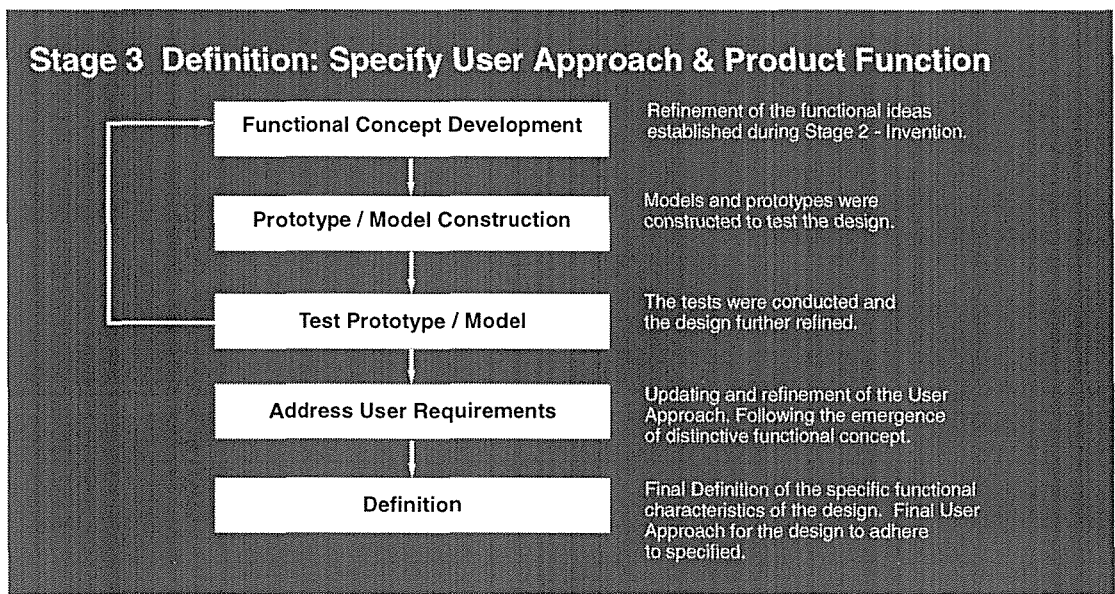 Stage 3 Definition: Specify User Approach & Product Function
Functional Concept Development
Refinement of the functional ideas
established during Stage 2 - Invention.
Prototype / Model Construction
Models and prototypes were
constructed to test the design.
Test Prototype / Model
The tests were conducted and
the design further refined.
Address User Requirements
Updating and refinement of the User
Approach. Following the emergence
of distinctive functional concept.
Definition
Final Definition of the specific functional
characteristics of the design. Final User
Approach for the design to adhere
to specified.